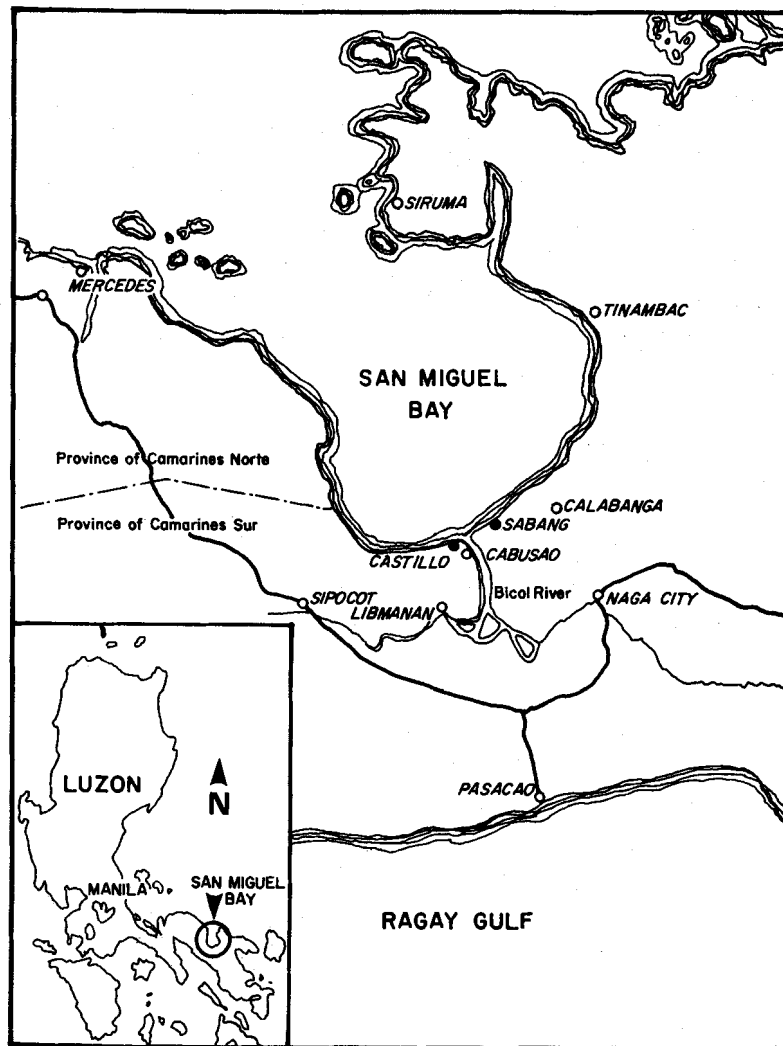 SIRUMA
MERCEDES
TINAMBAC
SAN MIGUEL
BAY
Province of Camarines Norte
Province of Camarines Sur
CALABANGA
SABANG
CASTILLO
CABUSAO
Bicol River
SIPOCOT
LIBMANAN
NAGA CITY
PASACAO
RAGAY GULF
LUZON
N
MANILA
SAN MIGUEL
BAY